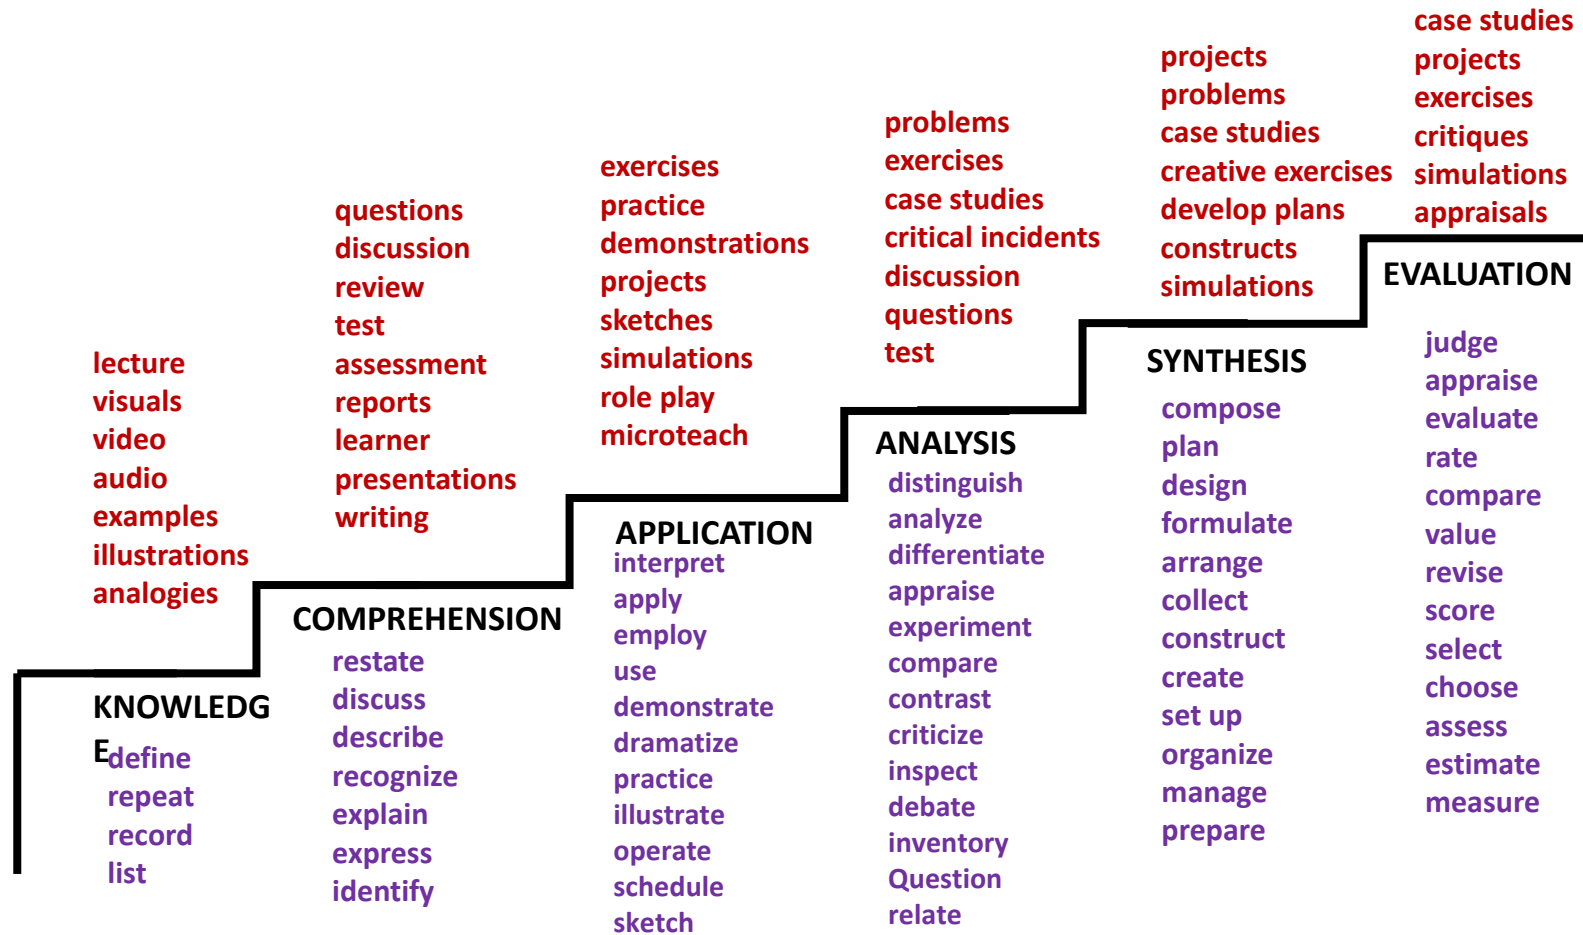 lecture
visuals
video
audio
examples
illustrations
analogies
KNOWLEDG
E
define
repeat
record
list
questions
discussion
review
test
assessment
reports
learner
presentations
writing
COMPREHENSION
restate
discuss
describe
recognize
explain
express
identify
exercises
practice
demonstrations
projects
sketches
simulations
role play
microteach
APPLICATION
interpret
apply
employ
use
demonstrate
dramatize
practice
illustrate
operate
schedule
sketch
problems
exercises
case studies
critical incidents
discussion
questions
test
ANALYSIS
distinguish
analyze
differentiate
appraise
experiment
compare
contrast
criticize
inspect
debate
inventory
Question
relate
projects
problems
case studies
creative exercises
develop plans
constructs
simulations
SYNTHESIS
compose
plan
design
formulate
arrange
collect
construct
create
set up
organize
manage
prepare
case studies
projects
exercises
critiques
simulations
appraisals
EVALUATION
judge
appraise
evaluate
rate
compare
value
revise
score
select
choose
assess
estimate
measure